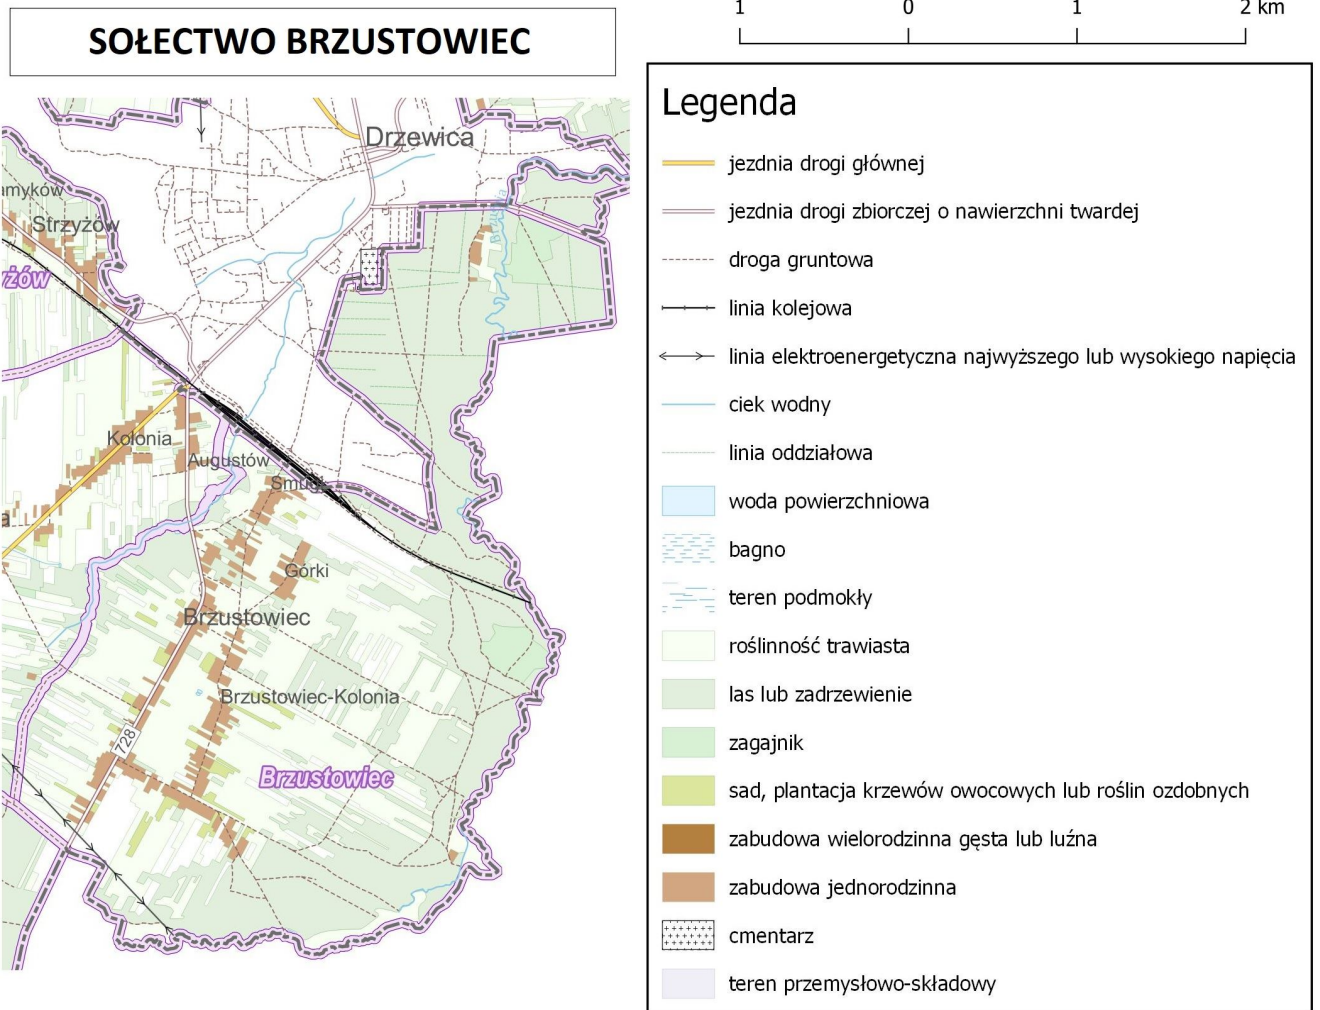 SOŁECTWO BRZUSTOWIEC
1 0 1 2 km
Legenda
jezdnia drogi głównej
jezdnia drogi zbiorczej o nawierzchni twardej
droga gruntowa
linia kolejowa
linia elektroenergetyczna najwyższego lub wysokiego napięcia
ciek wodny
linia oddziałowa
woda powierzchniowa
bagno
teren podmokły
roślinność trawiasta
las lub zadrzewienie
zagajnik
sad, plantacja krzewów owocowych lub roślin ozdobnych
zabudowa wielorodzinna gęsta lub luźna
zabudowa jednorodzinna
cmentarz
teren przemysłowo-składowy
Drzewica
amyków
Strzyżów
yżów
Kolonia
Augustów
Smugi
a
Górki
Brzustowiec
Brzustowiec-Kolonia
728
Brzustowiec